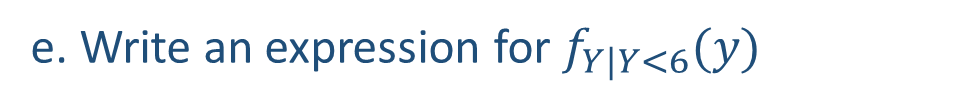 e. Write an expression for $f_{Y|Y<6}(y)$